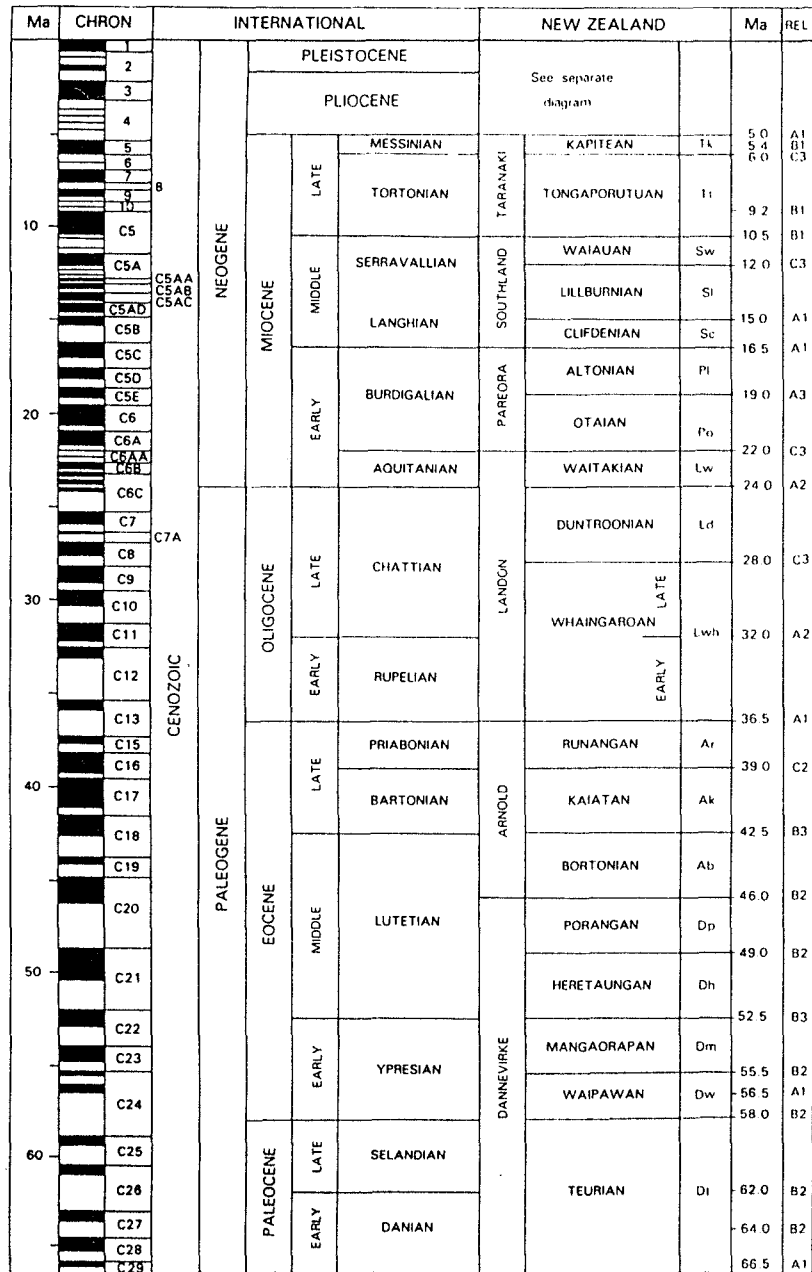 Ma CHRON INTERNATIONAL NEW ZEALAND Ma REL
1
2
3
4
5
6
7
8
9
10
C5
C5A
C5AA
C5AB
C5AC
C5AD
C5B
C5C
C5D
C5E
C6
C6A
C6AA
C6B
C6C
C7
C7A
C8
C9
C10
C11
C12
C13
C15
C16
C17
C18
C19
C20
C21
C22
C23
C24
C25
C26
C27
C28
C29
10
20
30
40
50
60
CENOZOIC
NEOGENE
PALEOGENE
PLEISTOCENE
PLIOCENE
MIOCENE
OLIGOCENE
EOCENE
PALEOCENE
LATE
MIDDLE
EARLY
LATE
EARLY
LATE
MIDDLE
EARLY
LATE
EARLY
MESSINIAN
TORTONIAN
SERRAVALLIAN
LANGHIAN
BURDIGALIAN
AQUITANIAN
CHATTIAN
RUPELIAN
PRIABONIAN
BARTONIAN
LUTETIAN
YPRESIAN
SELANDIAN
DANIAN
See separate
diagram
TARANAKI
SOUTHLAND
PAREORA
LANDON
ARNOLD
DANNEVIRKE
KAPITEAN Tk
TONGAPORUTUAN
WAIAUAN Sw
LILLBURNIAN Sl
CLIFDENIAN Sc
ALTONIAN Pl
OTAIAN Po
WAITAKIAN Lw
DUNTROONIAN Ld
WHAINGAROAN Lwh
LATE
EARLY
RUNANGAN Ar
KAIATAN Ak
BORTONIAN Ab
PORANGAN Dp
HERETAUNGAN Dh
MANGAORAPAN Dm
WAIPAWAN Dw
TEURIAN
5.0 A1
5.4 B1
6.0 C3
9.2 B1
10.5 B1
12.0 C3
15.0 A1
16.5 A1
19.0 A3
22.0 C3
24.0 A2
28.0 C3
32.0 A2
36.5 A1
39.0 C2
42.5 B3
46.0 B2
49.0 B2
52.5 B3
55.5 B2
56.5 A1
58.0 B2
62.0 B2
64.0 B2
66.5 A1